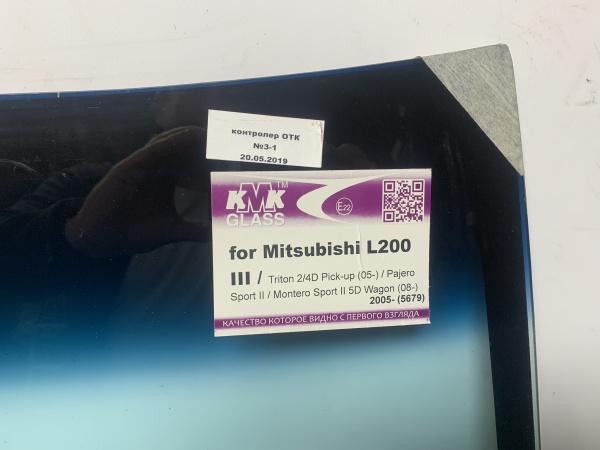 контролер ОТК
№3-1
20.05.2019
KMK TM
GLASS
E22
for Mitsubishi L200
III / Triton 2/4D Pick-up (05-) / Pajero
Sport II / Montero Sport II 5D Wagon (08-)
2005- (5679)
КАЧЕСТВО КОТОРОЕ ВИДНО С ПЕРВОГО ВЗГЛЯДА